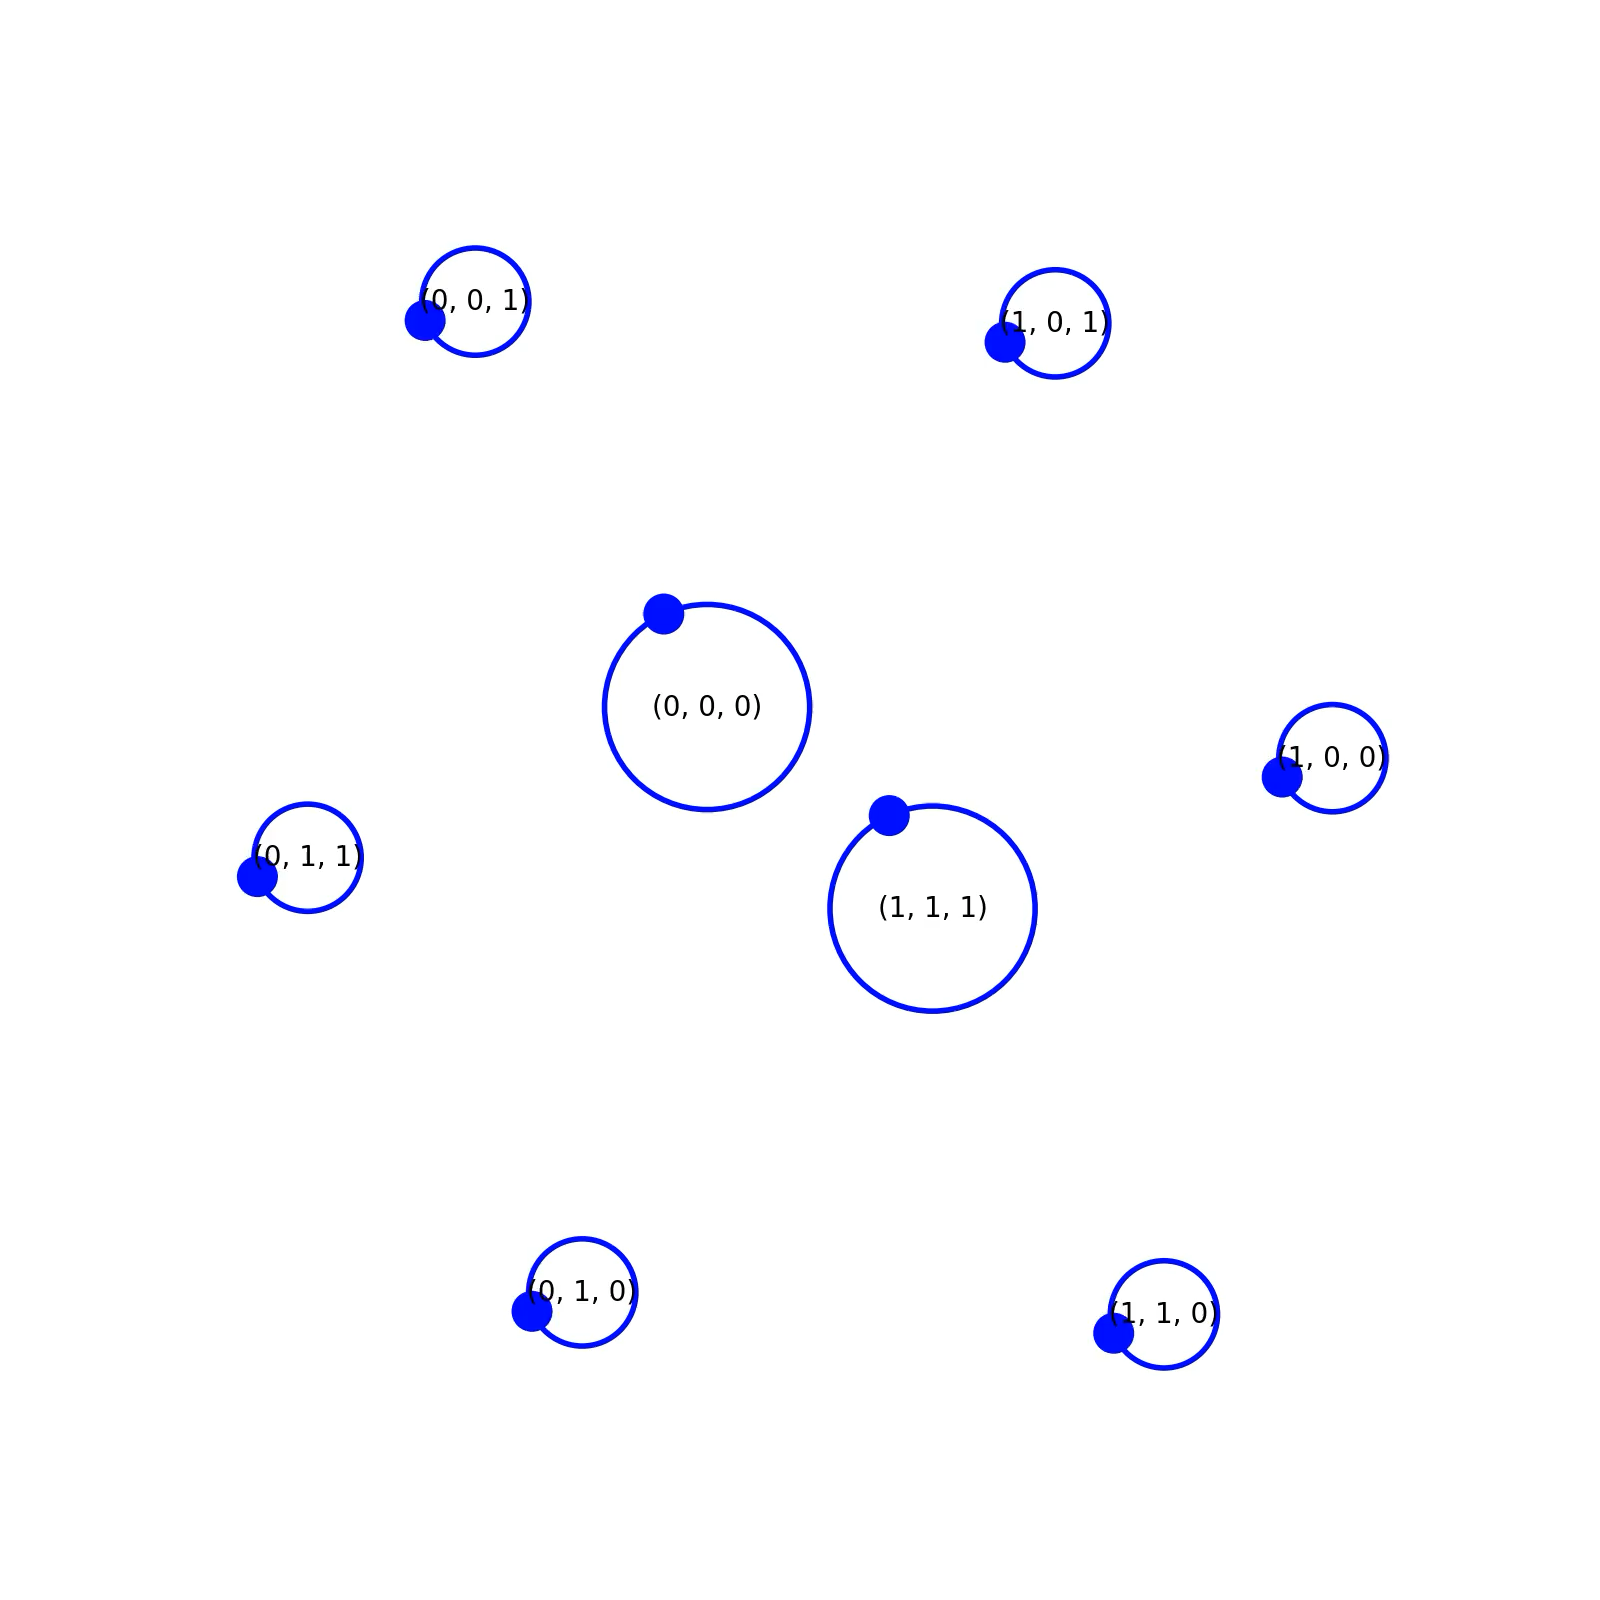 (0, 0, 1)
(1, 0, 1)
(0, 0, 0)
(1, 0, 0)
(0, 1, 1)
(1, 1, 1)
(0, 1, 0)
(1, 1, 0)